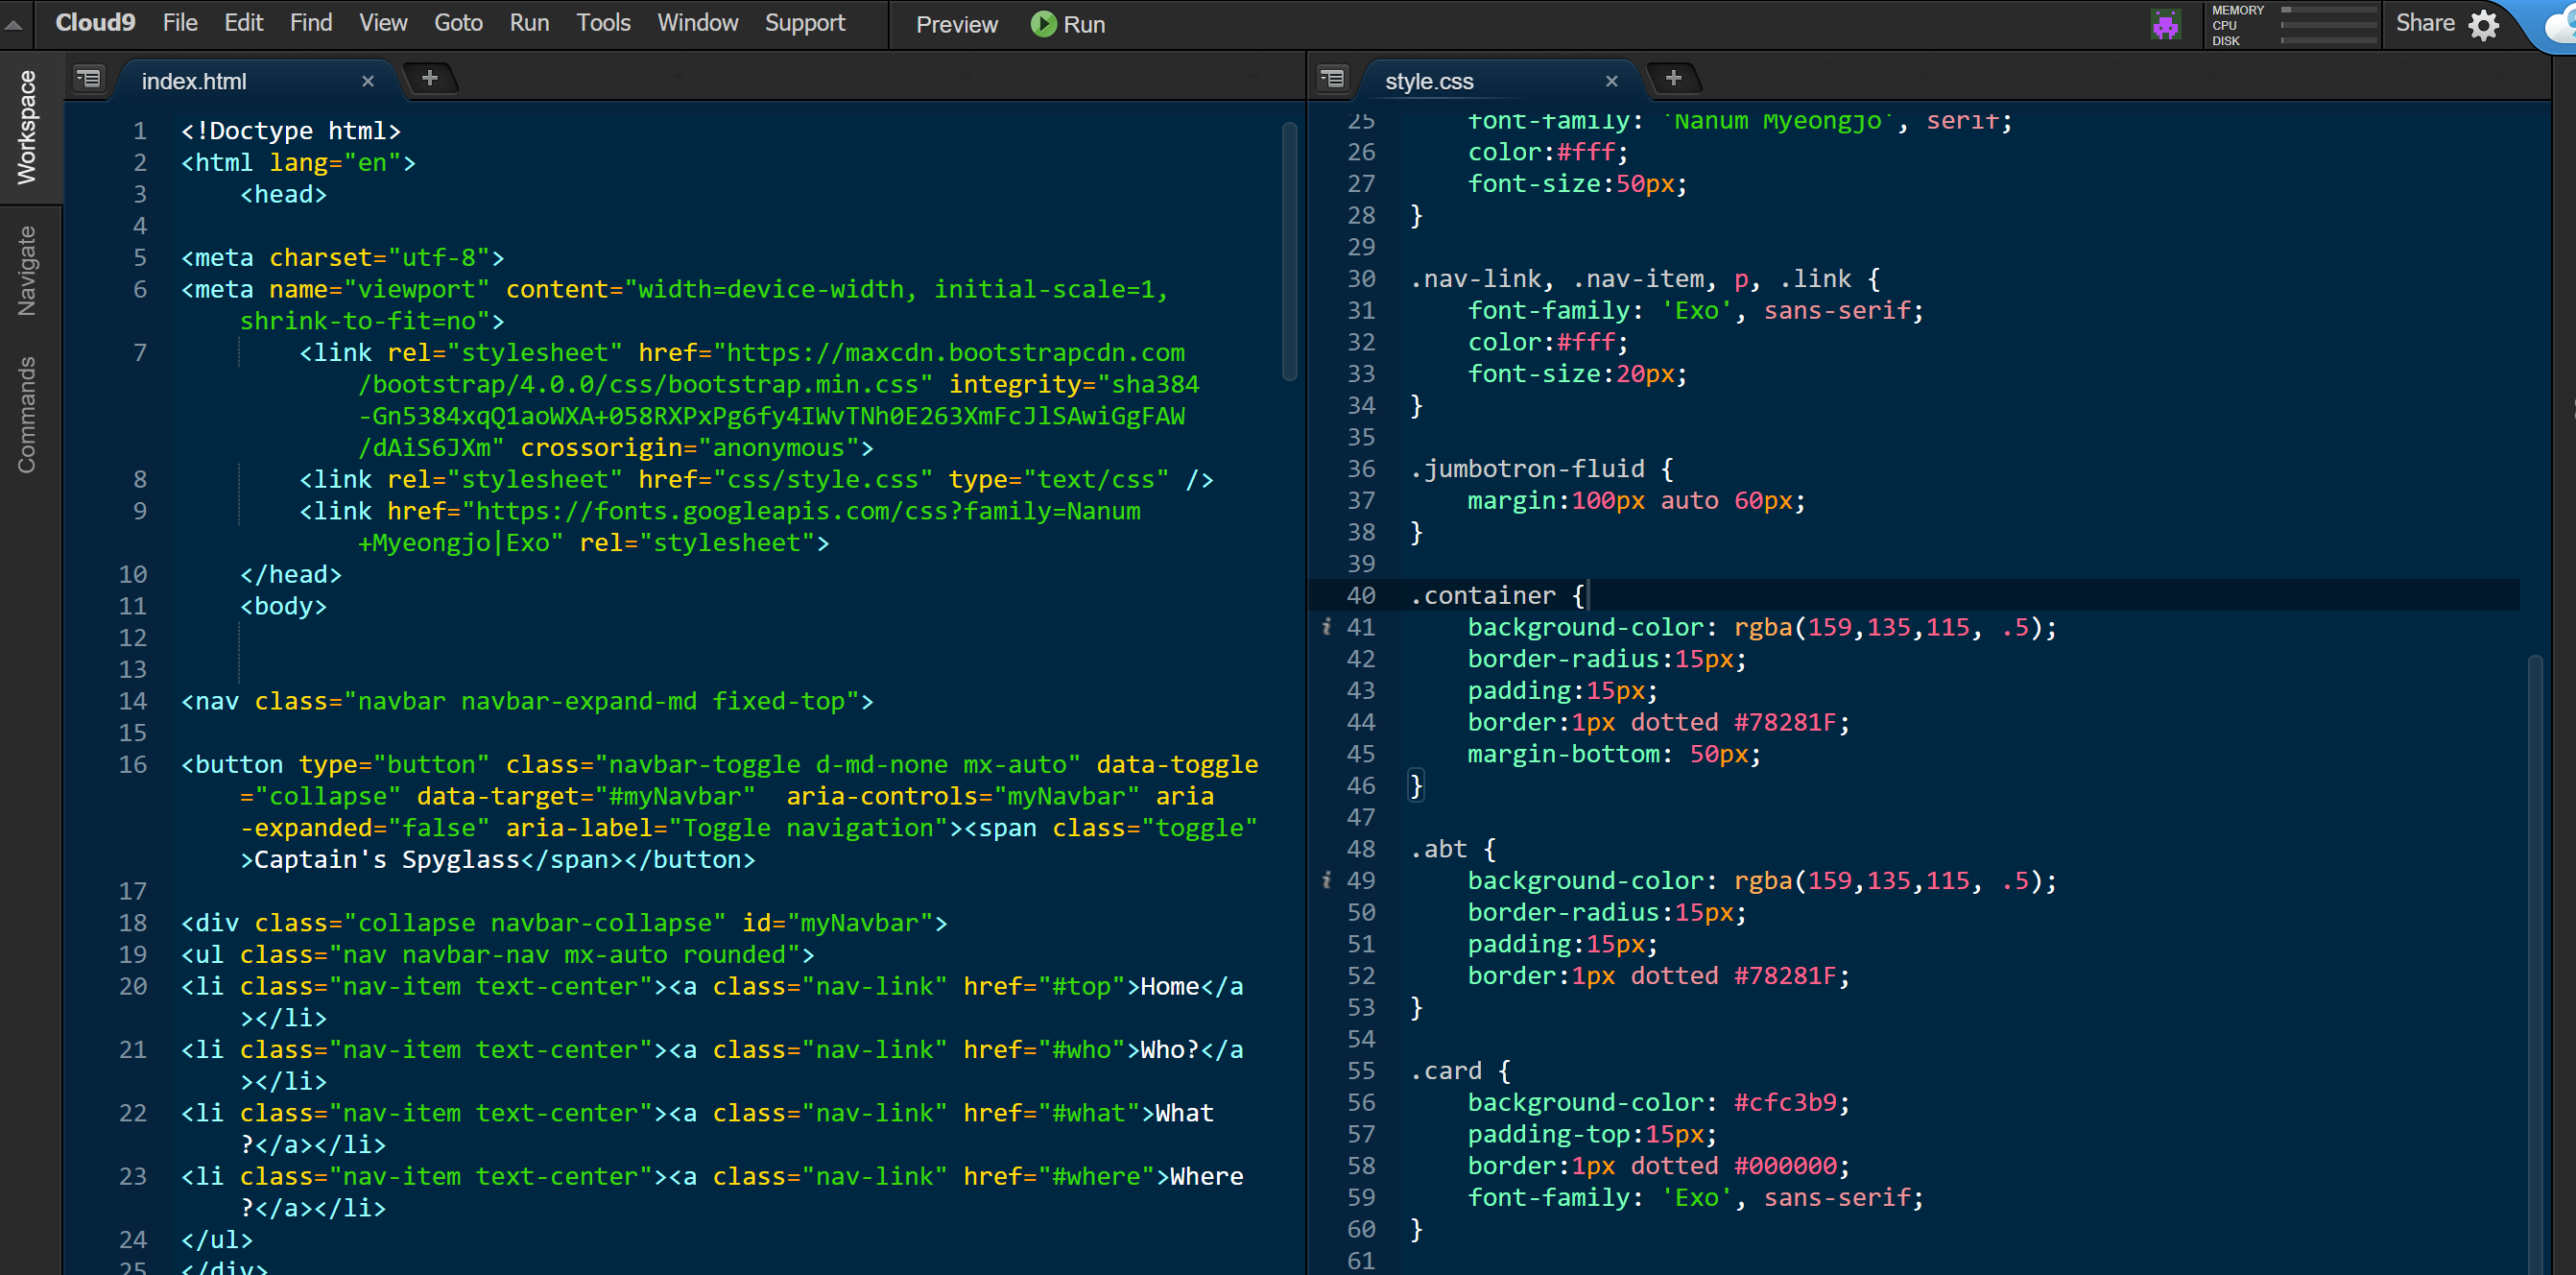 Cloud9 File Edit Find View Goto Run Tools Window Support Preview Run MEMORY CPU DISK Share
Workspace
Navigate
Commands
index.html
1 <!Doctype html>
2 <html lang="en">
3 <head>
4
5 <meta charset="utf-8">
6 <meta name="viewport" content="width=device-width, initial-scale=1,
shrink-to-fit=no">
7 <link rel="stylesheet" href="https://maxcdn.bootstrapcdn.com
/bootstrap/4.0.0/css/bootstrap.min.css" integrity="sha384
-Gn5384xqQ1aoWXA+058RXPxPg6fy4IWvTNh0E263XmFcJlSAwiGgFAW
/dAiS6JXm" crossorigin="anonymous">
8 <link rel="stylesheet" href="css/style.css" type="text/css" />
9 <link href="https://fonts.googleapis.com/css?family=Nanum
+Myeongjo|Exo" rel="stylesheet">
10 </head>
11 <body>
12
13
14 <nav class="navbar navbar-expand-md fixed-top">
15
16 <button type="button" class="navbar-toggle d-md-none mx-auto" data-toggle
="collapse" data-target="#myNavbar"  aria-controls="myNavbar" aria
-expanded="false" aria-label="Toggle navigation"><span class="toggle"
>Captain's Spyglass</span></button>
17
18 <div class="collapse navbar-collapse" id="myNavbar">
19 <ul class="nav navbar-nav mx-auto rounded">
20 <li class="nav-item text-center"><a class="nav-link" href="#top">Home</a
></li>
21 <li class="nav-item text-center"><a class="nav-link" href="#who">Who?</a
></li>
22 <li class="nav-item text-center"><a class="nav-link" href="#what">What
?</a></li>
23 <li class="nav-item text-center"><a class="nav-link" href="#where">Where
?</a></li>
24 </ul>
25 </div>
style.css
25 font-family: 'Nanum Myeongjo', serif;
26 color:#fff;
27 font-size:50px;
28 }
29
30 .nav-link, .nav-item, p, .link {
31 font-family: 'Exo', sans-serif;
32 color:#fff;
33 font-size:20px;
34 }
35
36 .jumbotron-fluid {
37 margin:100px auto 60px;
38 }
39
40 .container {
41 background-color: rgba(159,135,115, .5);
42 border-radius:15px;
43 padding:15px;
44 border:1px dotted #78281F;
45 margin-bottom: 50px;
46 }
47
48 .abt {
49 background-color: rgba(159,135,115, .5);
50 border-radius:15px;
51 padding:15px;
52 border:1px dotted #78281F;
53 }
54
55 .card {
56 background-color: #cfc3b9;
57 padding-top:15px;
58 border:1px dotted #000000;
59 font-family: 'Exo', sans-serif;
60 }
61